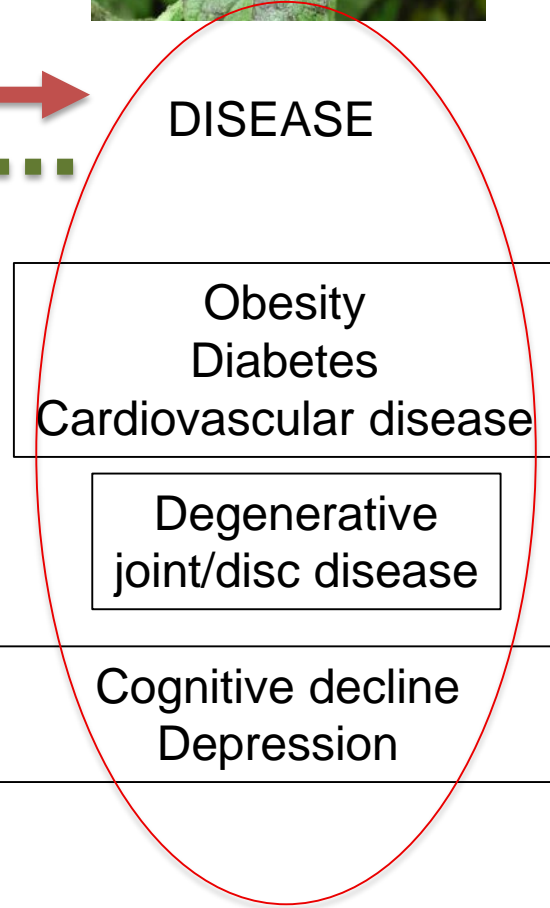 DISEASE
Obesity
Diabetes
Cardiovascular disease
Degenerative
joint/disc disease
Cognitive decline
Depression